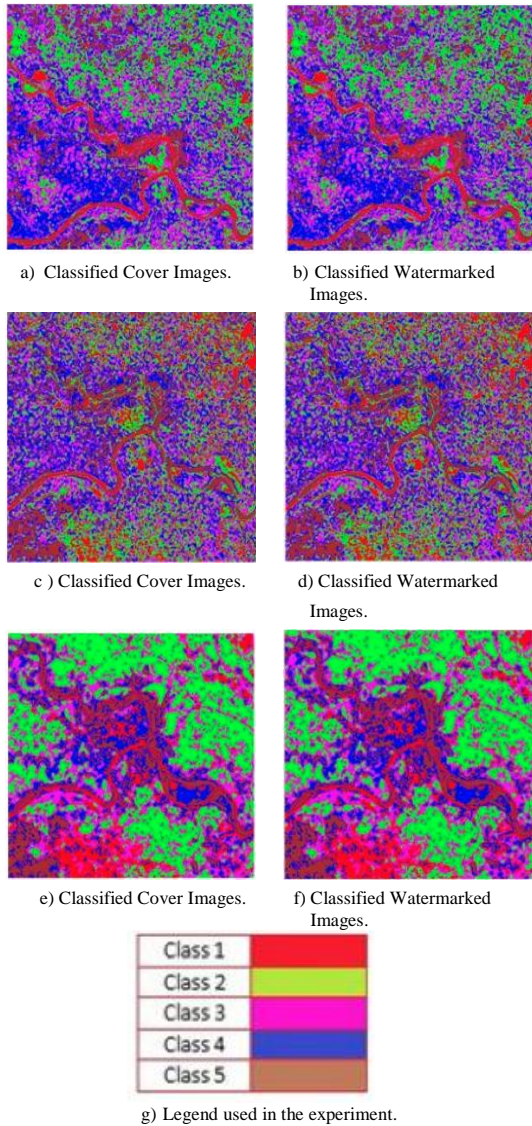 a) Classified Cover Images.
b) Classified Watermarked
Images.
c ) Classified Cover Images.
d) Classified Watermarked
Images.
e) Classified Cover Images.
f) Classified Watermarked
Images.
Class 1
Class 2
Class 3
Class 4
Class 5
g) Legend used in the experiment.